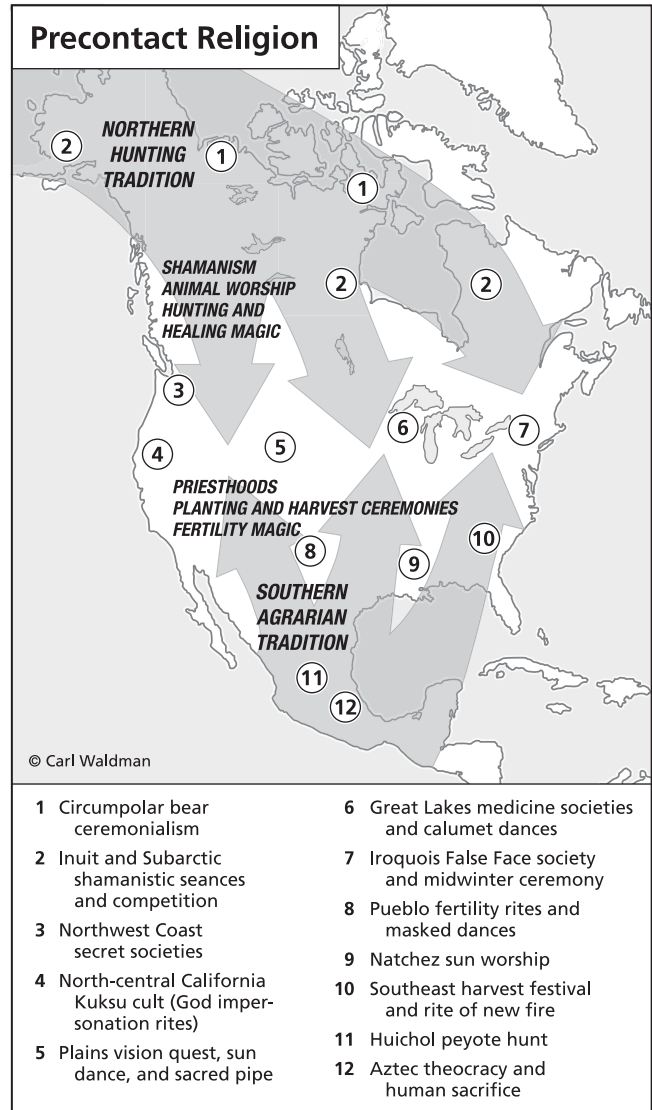 Precontact Religion
NORTHERN
HUNTING
TRADITION
2
1
1
SHAMANISM
ANIMAL WORSHIP
HUNTING AND
HEALING MAGIC
2
2
3
4
5
6
7
PRIESTHOODS
PLANTING AND HARVEST CEREMONIES
FERTILITY MAGIC
8
9
10
SOUTHERN
AGRARIAN
TRADITION
11
12
© Carl Waldman
1 Circumpolar bear
ceremonialism
2 Inuit and Subarctic
shamanistic seances
and competition
3 Northwest Coast
secret societies
4 North-central California
Kuksu cult (God imper-
sonation rites)
5 Plains vision quest, sun
dance, and sacred pipe
6 Great Lakes medicine societies
and calumet dances
7 Iroquois False Face society
and midwinter ceremony
8 Pueblo fertility rites and
masked dances
9 Natchez sun worship
10 Southeast harvest festival
and rite of new fire
11 Huichol peyote hunt
12 Aztec theocracy and
human sacrifice